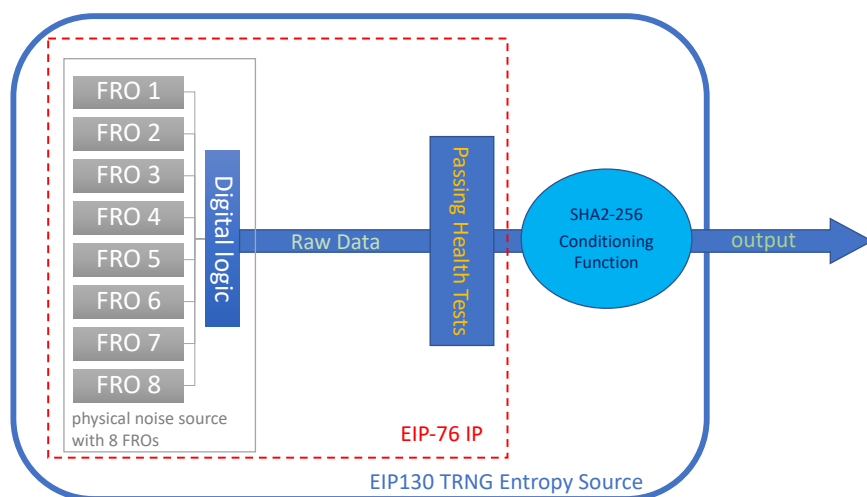 FRO 1
FRO 2
FRO 3
FRO 4
FRO 5
FRO 6
FRO 7
FRO 8
physical noise source
with 8 FROs
Digital logic
Raw Data
Passing Health Tests
EIP-76 IP
SHA2-256
Conditioning
Function
output
EIP130 TRNG Entropy Source